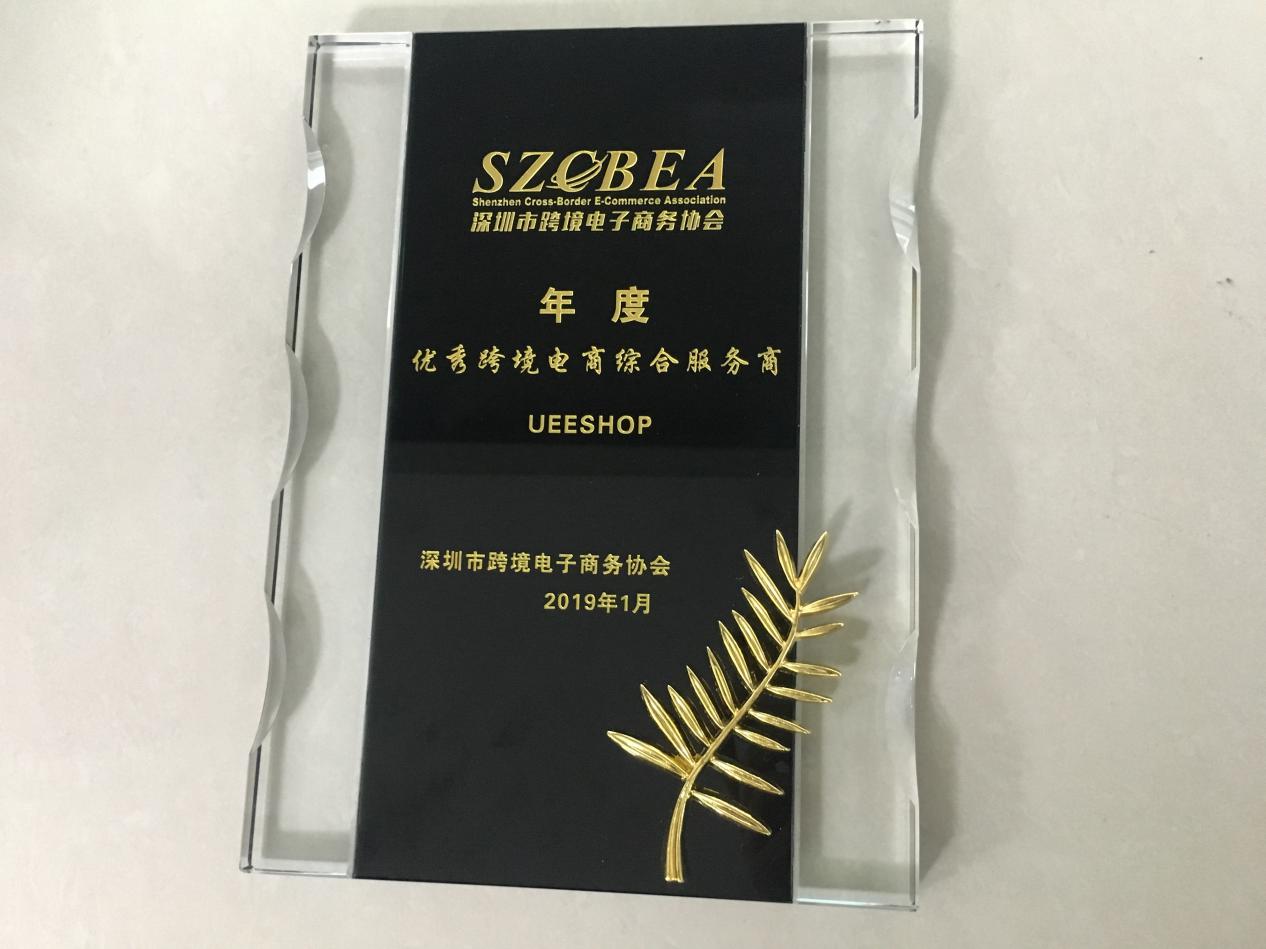 SZCBEA
Shenzhen Cross-Border E-Commerce Association
深圳市跨境电子商务协会
年 度
优秀跨境电商综合服务商
UEESHOP
深圳市跨境电子商务协会
2019年1月